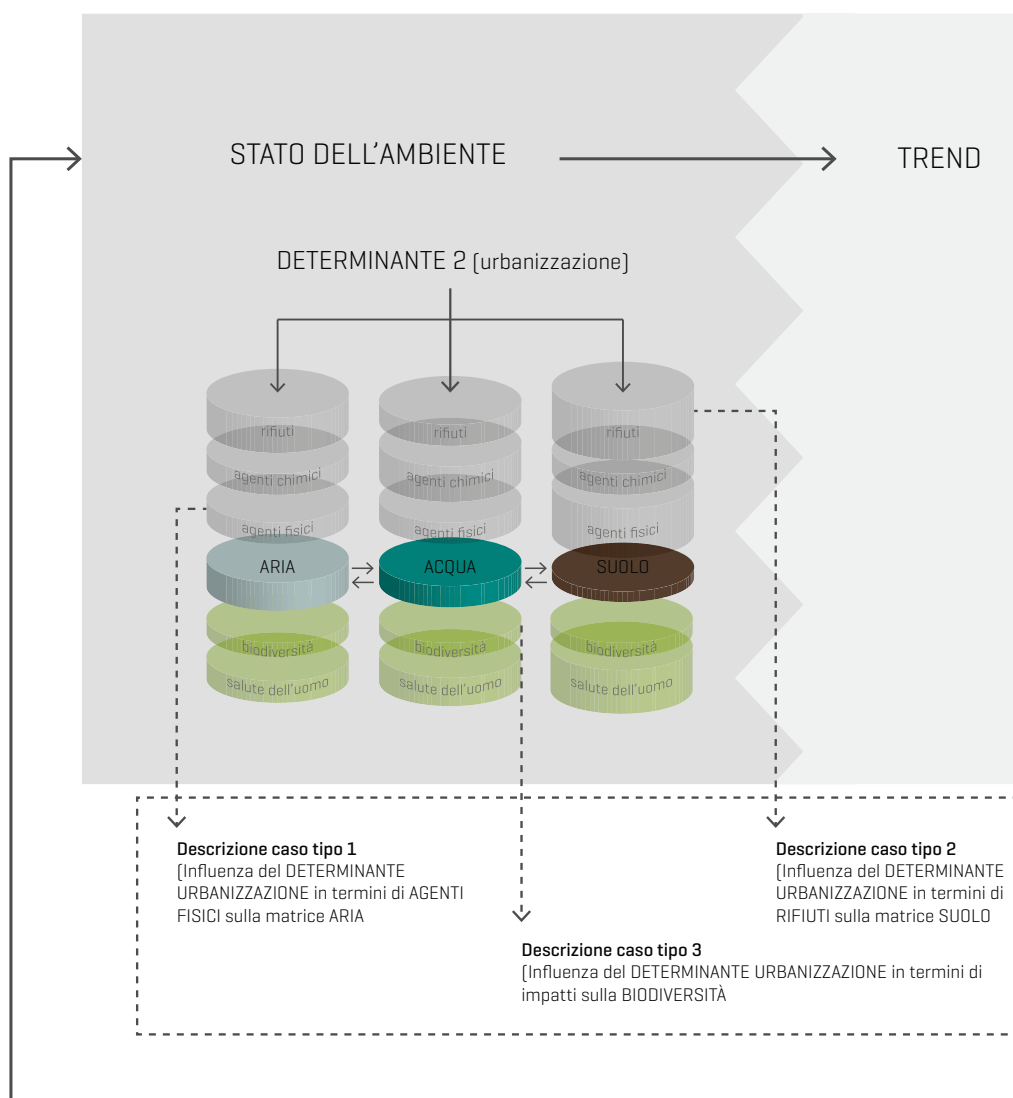 STATO DELL'AMBIENTE
TREND
DETERMINANTE 2 (urbanizzazione)
rifiuti
agenti chimici
agenti fisici
ARIA
biodiversità
salute dell'uomo
rifiuti
agenti chimici
agenti fisici
ACQUA
biodiversità
salute dell'uomo
rifiuti
agenti chimici
agenti fisici
SUOLO
biodiversità
salute dell'uomo
Descrizione caso tipo 1
(Influenza del DETERMINANTE
URBANIZZAZIONE in termini di AGENTI
FISICI sulla matrice ARIA
Descrizione caso tipo 2
(Influenza del DETERMINANTE
URBANIZZAZIONE in termini di
RIFIUTI sulla matrice SUOLO
Descrizione caso tipo 3
(Influenza del DETERMINANTE URBANIZZAZIONE in termini di
impatti sulla BIODIVERSITÀ